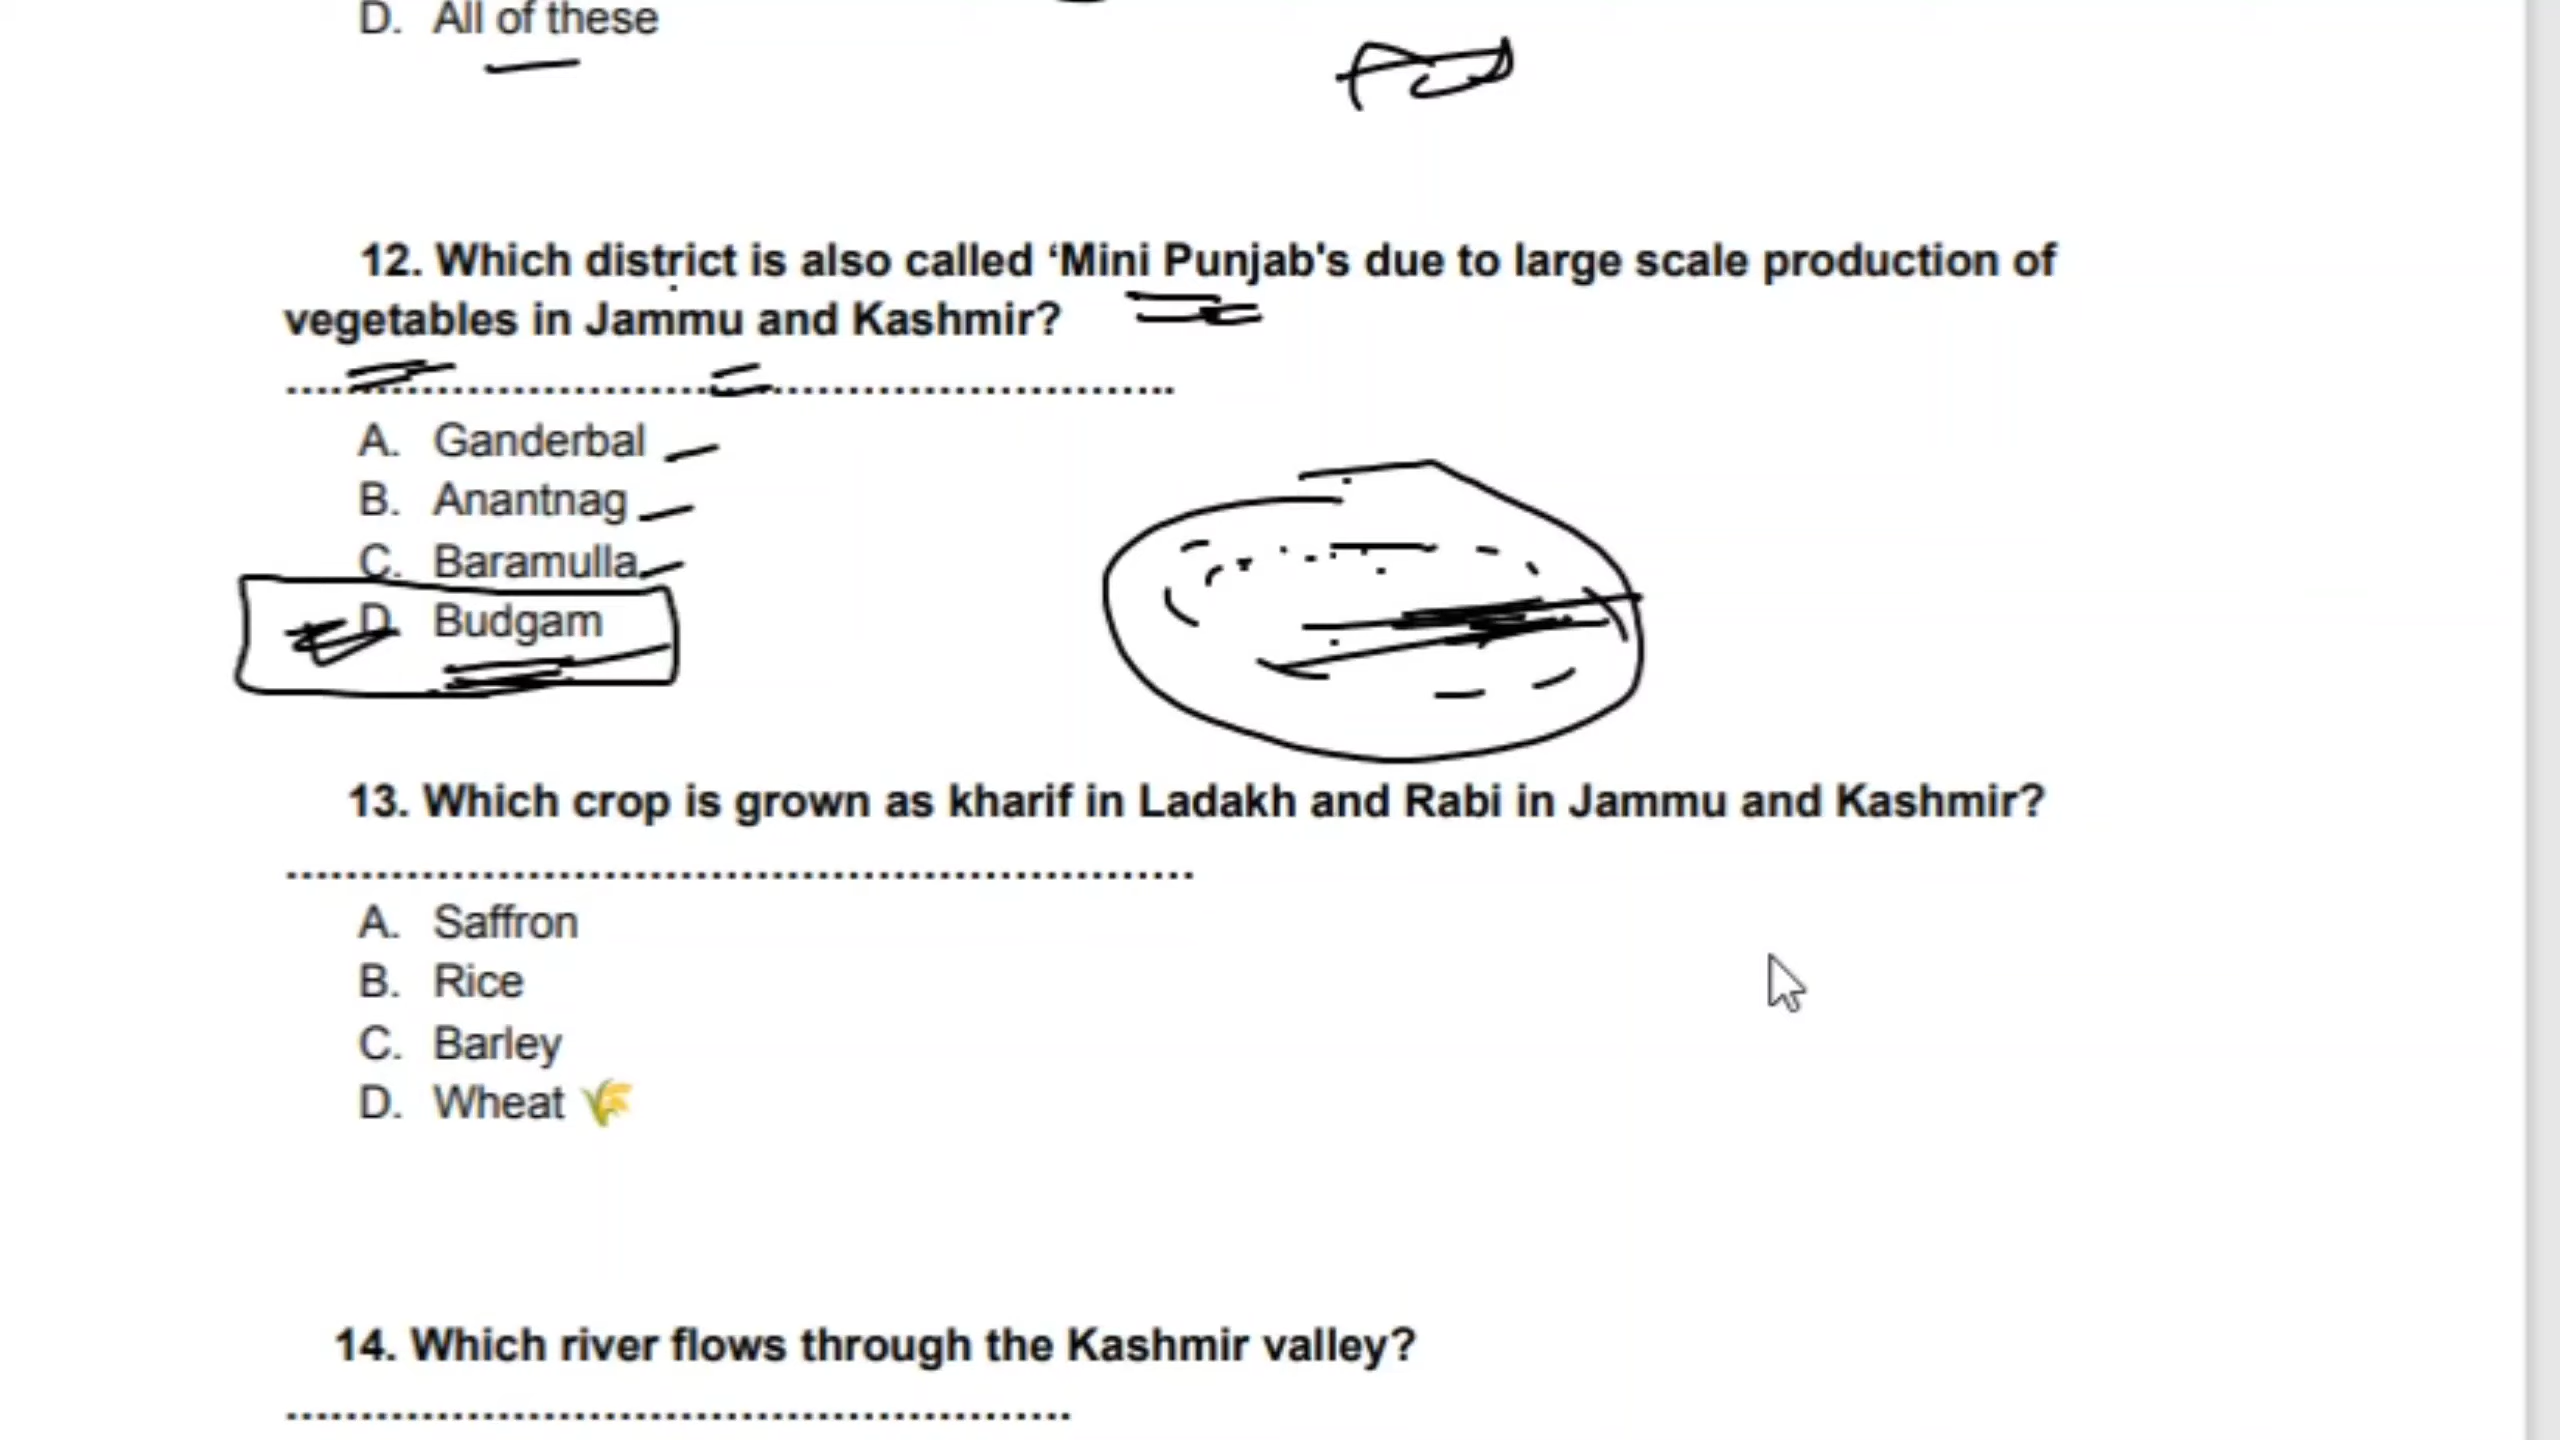 D. All of these
12. Which district is also called ‘Mini Punjab's due to large scale production of
vegetables in Jammu and Kashmir?
............................................................
A. Ganderbal
B. Anantnag
C. Baramulla
D. Budgam
13. Which crop is grown as kharif in Ladakh and Rabi in Jammu and Kashmir?
.............................................................
A. Saffron
B. Rice
C. Barley
D. Wheat 🌾
14. Which river flows through the Kashmir valley?
.....................................................